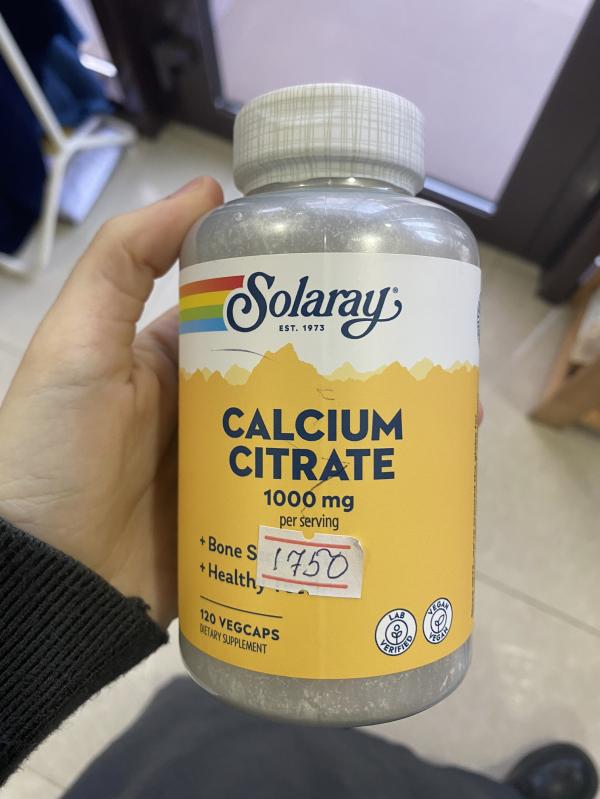 Solaray®
EST. 1973
CALCIUM
CITRATE
1000 mg
per serving
+ Bone S
+ Healthy
1750
120 VEGCAPS
DIETARY SUPPLEMENT
LAB VERIFIED
VEGAN VEGAN